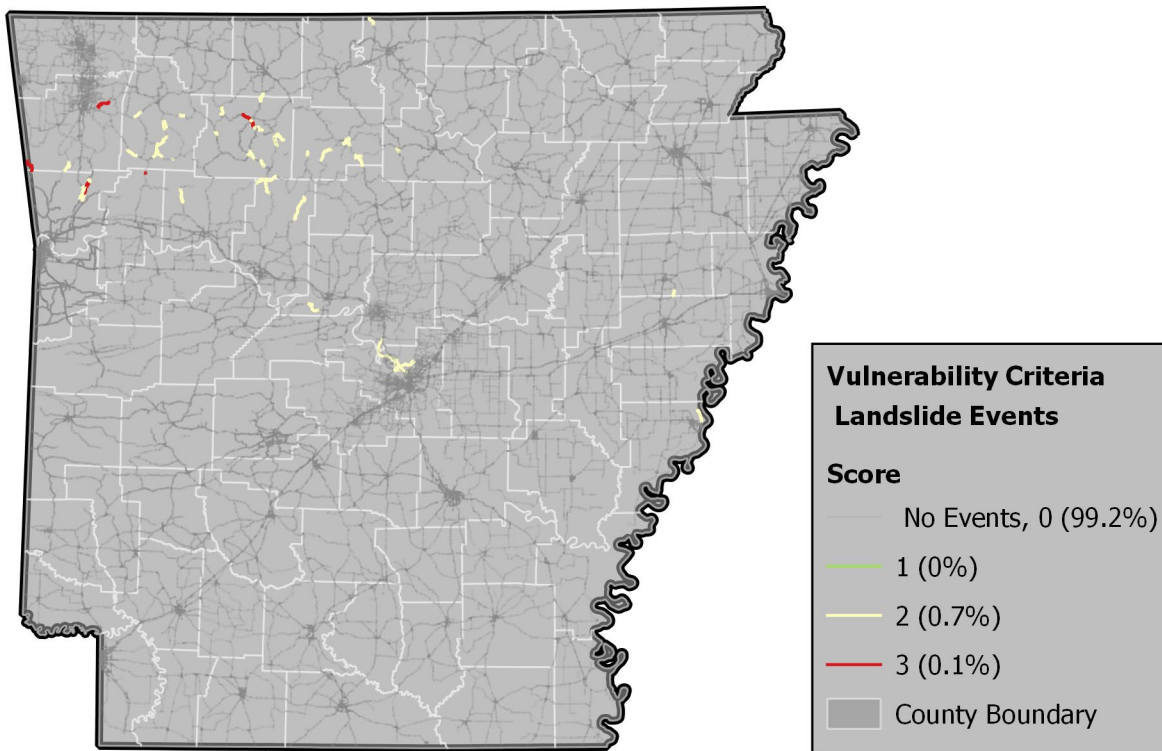 Vulnerability Criteria
Landslide Events
Score
No Events, 0 (99.2%)
1 (0%)
2 (0.7%)
3 (0.1%)
County Boundary